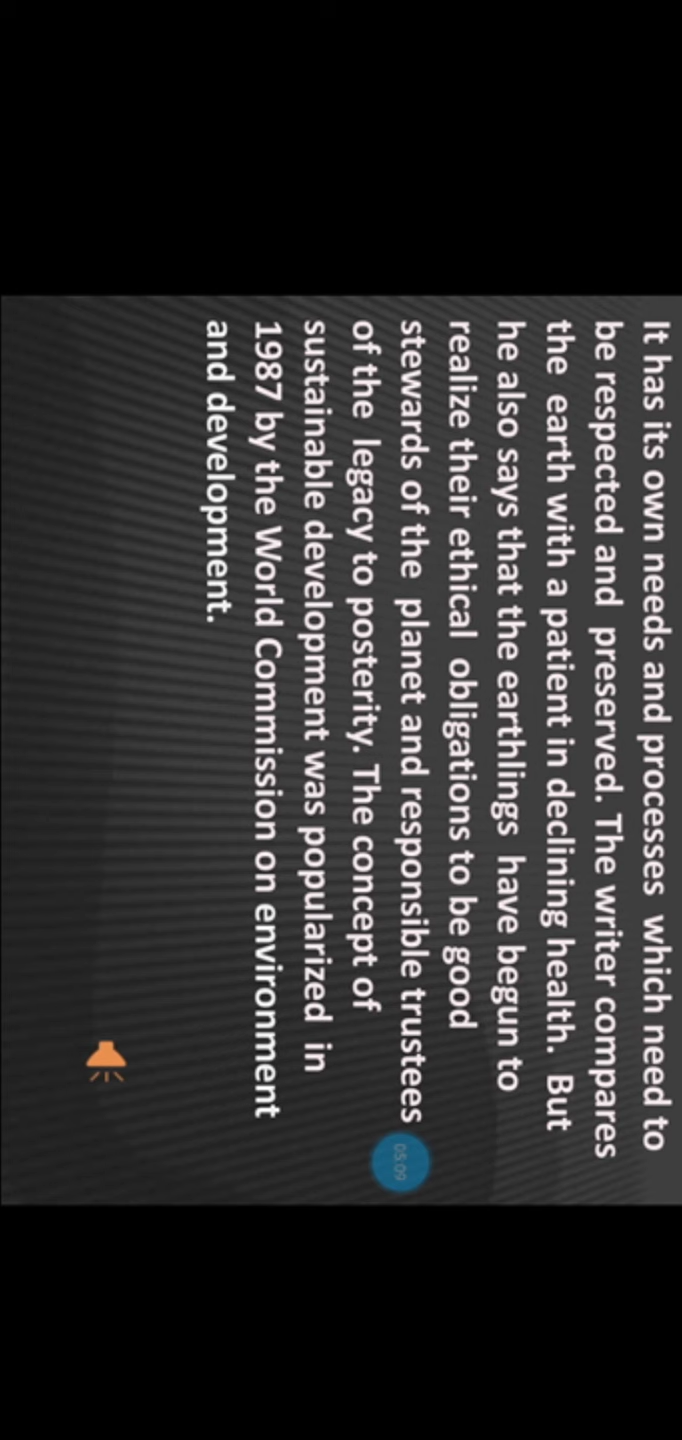 It has its own needs and processes which need to
be respected and preserved. The writer compares
the earth with a patient in declining health. But
he also says that the earthlings have begun to
realize their ethical obligations to be good
stewards of the planet and responsible trustees
of the legacy to posterity. The concept of
sustainable development was popularized in
1987 by the World Commission on environment
and development.
05:09